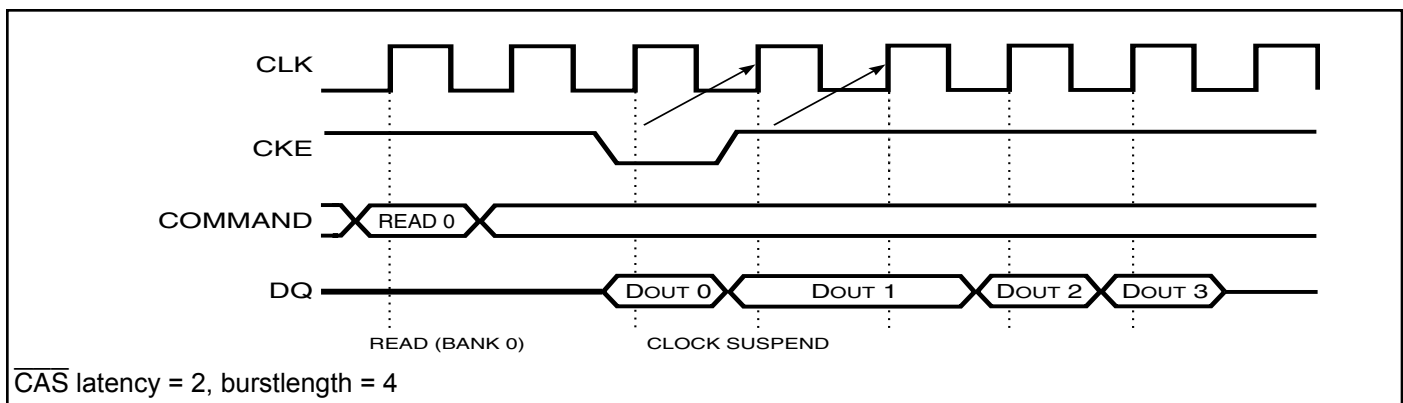 CLK
CKE
COMMAND READ 0
DQ DOUT 0 DOUT 1 DOUT 2 DOUT 3
READ (BANK 0) CLOCK SUSPEND
C̅A̅S̅ latency = 2, burstlength = 4